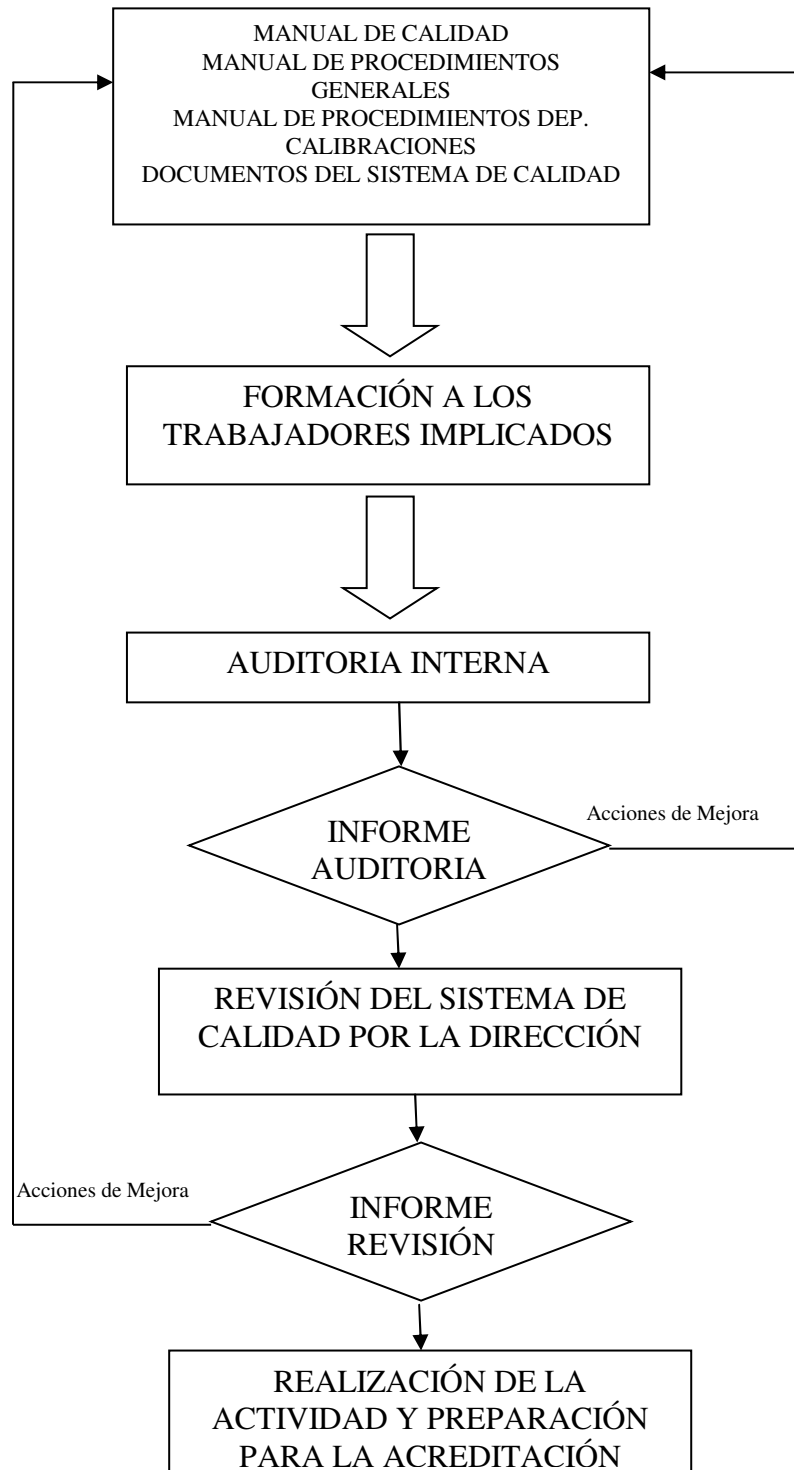 MANUAL DE CALIDAD
MANUAL DE PROCEDIMIENTOS
GENERALES
MANUAL DE PROCEDIMIENTOS DEP.
CALIBRACIONES
DOCUMENTOS DEL SISTEMA DE CALIDAD
FORMACIÓN A LOS
TRABAJADORES IMPLICADOS
AUDITORIA INTERNA
INFORME
AUDITORIA
Acciones de Mejora
REVISIÓN DEL SISTEMA DE
CALIDAD POR LA DIRECCIÓN
Acciones de Mejora
INFORME
REVISIÓN
REALIZACIÓN DE LA
ACTIVIDAD Y PREPARACIÓN
PARA LA ACREDITACIÓN